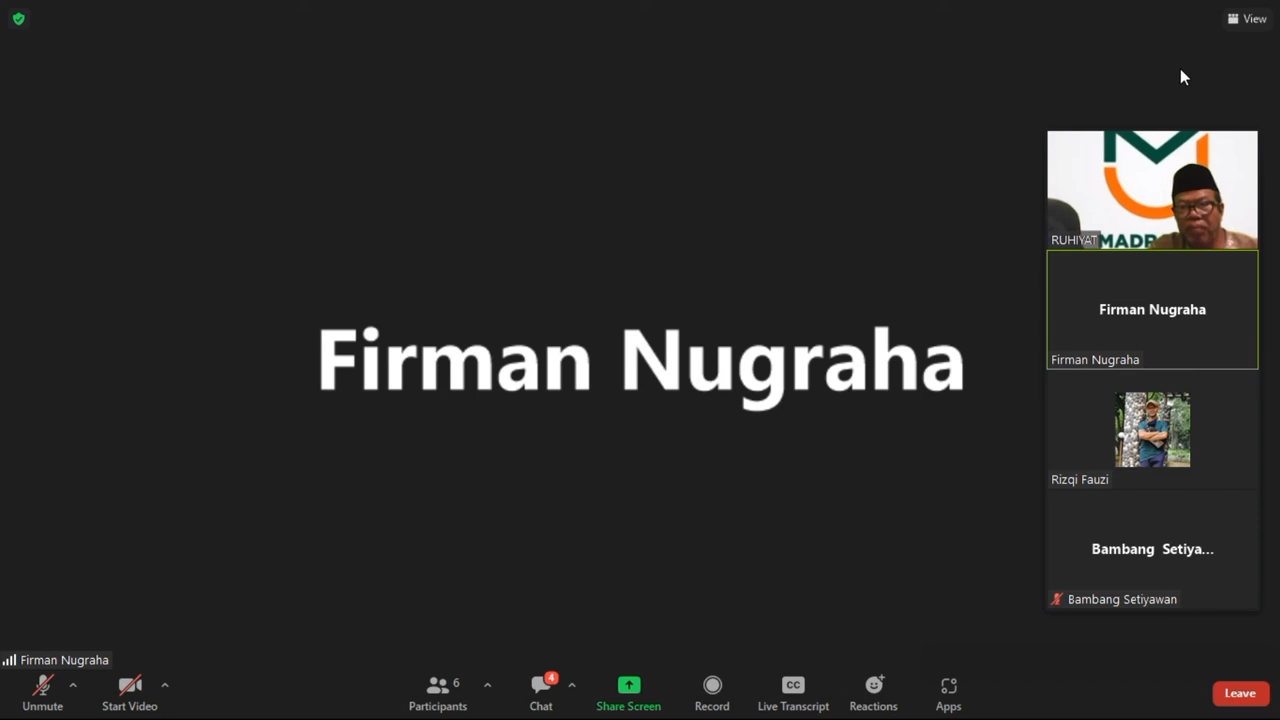 View
RUHIYAT
MADR
Firman Nugraha
Firman Nugraha
Firman Nugraha
Rizqi Fauzi
Bambang Setiya...
Bambang Setiyawan
Firman Nugraha
Unmute
Start Video
6
Participants
4
Chat
Share Screen
Record
CC
Live Transcript
Reactions
Apps
Leave